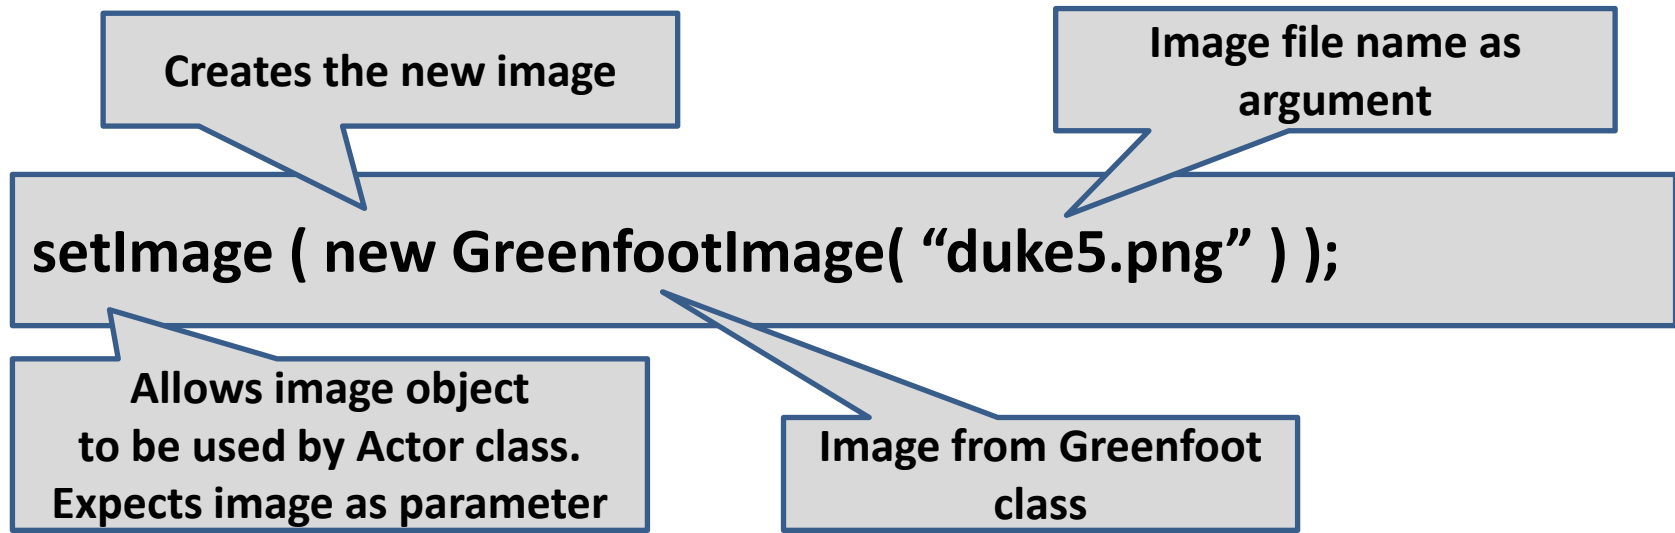 Creates the new image
Image file name as
argument
setImage ( new GreenfootImage( “duke5.png” ) );
Allows image object
to be used by Actor class.
Expects image as parameter
Image from Greenfoot
class